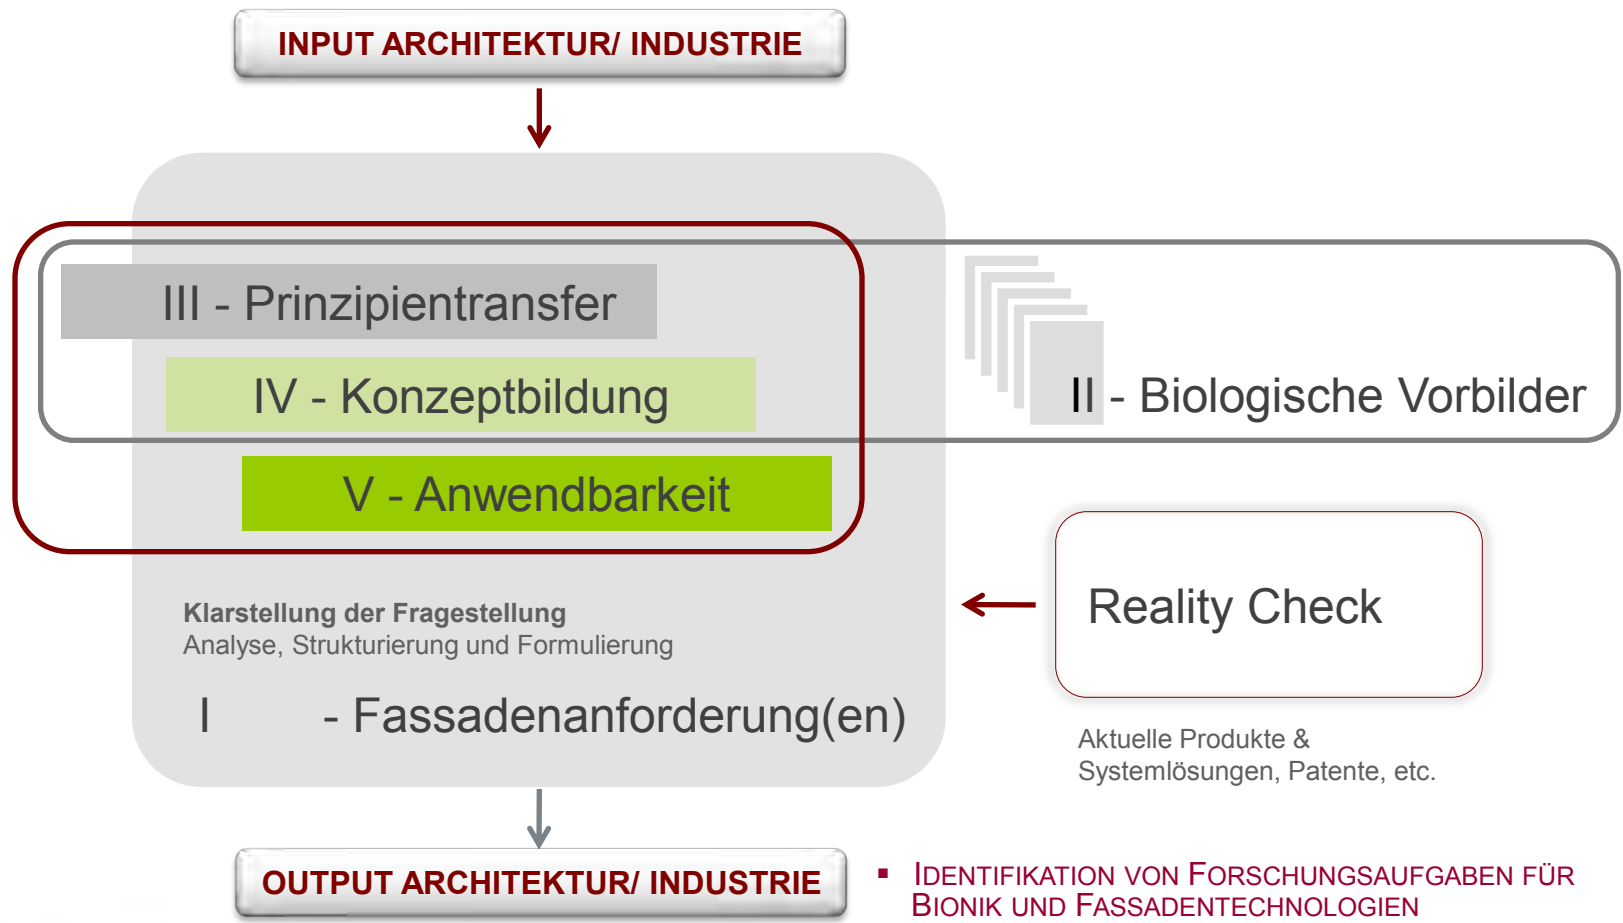 INPUT ARCHITEKTUR/ INDUSTRIE
III - Prinzipientransfer
IV - Konzeptbildung
II - Biologische Vorbilder
V - Anwendbarkeit
Klarstellung der Fragestellung
Analyse, Strukturierung und Formulierung
Reality Check
I - Fassadenanforderung(en)
Aktuelle Produkte &
Systemlösungen, Patente, etc.
OUTPUT ARCHITEKTUR/ INDUSTRIE
▪ IDENTIFIKATION VON FORSCHUNGSAUFGABEN FÜR
BIONIK UND FASSADENTECHNOLOGIEN